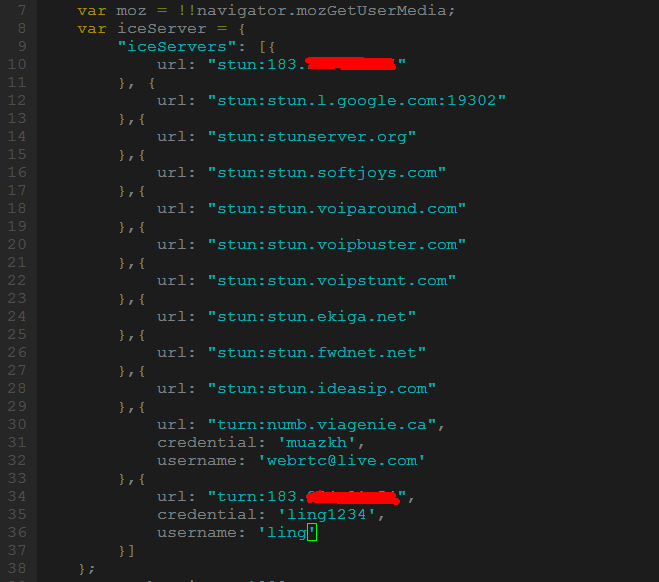 7 var moz = !!navigator.mozGetUserMedia;
8 var iceServer = {
9 "iceServers": [{
10 url: "stun:183."
11 }, {
12 url: "stun:stun.l.google.com:19302"
13 },{
14 url: "stun:stunserver.org"
15 },{
16 url: "stun:stun.softjoys.com"
17 },{
18 url: "stun:stun.voiparound.com"
19 },{
20 url: "stun:stun.voipbuster.com"
21 },{
22 url: "stun:stun.voipstunt.com"
23 },{
24 url: "stun:stun.ekiga.net"
25 },{
26 url: "stun:stun.fwdnet.net"
27 },{
28 url: "stun:stun.ideasip.com"
29 },{
30 url: "turn:numb.viagenie.ca",
31 credential: 'muazkh',
32 username: 'webrtc@live.com'
33 },{
34 url: "turn:183.",
35 credential: 'ling1234',
36 username: 'ling'
37 }]
38 };